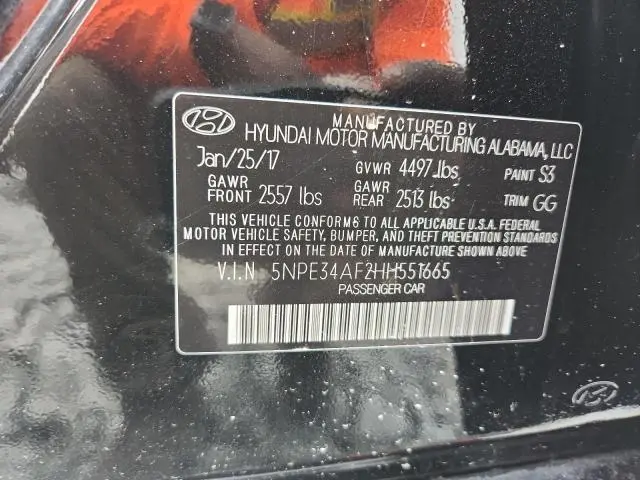 MANUFACTURED BY
HYUNDAI MOTOR MANUFACTURING ALABAMA, LLC
Jan/25/17 GVWR 4497 lbs PAINT S3
GAWR FRONT 2557 lbs GAWR REAR 2513 lbs TRIM GG
THIS VEHICLE CONFORMS TO ALL APPLICABLE U.S.A. FEDERAL
MOTOR VEHICLE SAFETY, BUMPER, AND THEFT PREVENTION STANDARDS
IN EFFECT ON THE DATE OF MANUFACTURE SHOWN ABOVE
V.I.N 5NPE34AF2HH551665
PASSENGER CAR